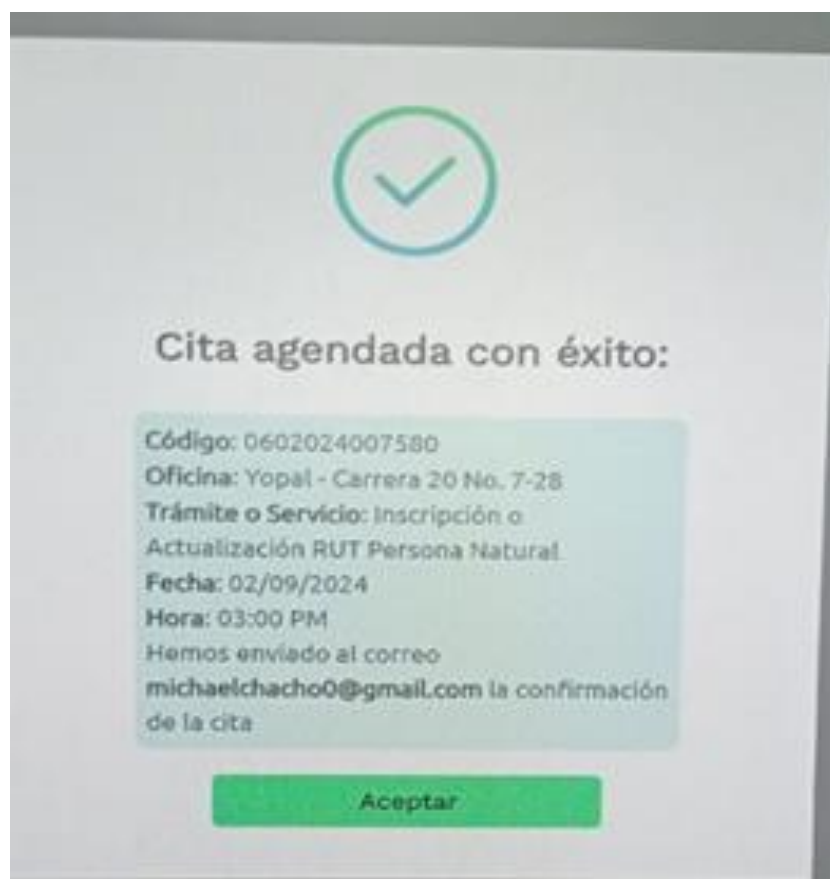 Cita agendada con éxito:
Código: 0602024007580
Oficina: Yopal - Carrera 20 No. 7-28
Trámite o Servicio: Inscripción o
Actualización RUT Persona Natural
Fecha: 02/09/2024
Hora: 03:00 PM
Hemos enviado al correo
michaelchacho0@gmail.com la confirmación
de la cita
Aceptar